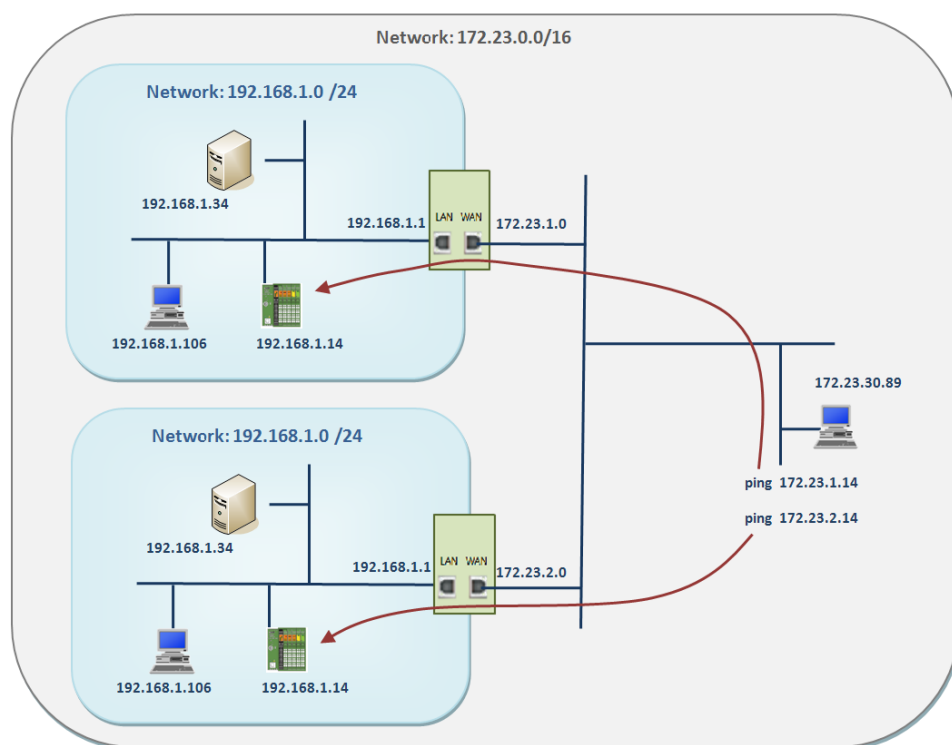 Network: 172.23.0.0/16
Network: 192.168.1.0 /24
192.168.1.34
192.168.1.1
LAN WAN
172.23.1.0
192.168.1.106
192.168.1.14
172.23.30.89
Network: 192.168.1.0 /24
ping 172.23.1.14
ping 172.23.2.14
192.168.1.34
192.168.1.1
LAN WAN
172.23.2.0
192.168.1.106
192.168.1.14